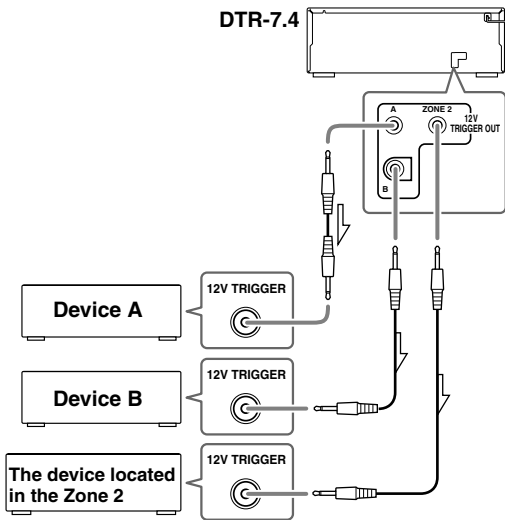 DTR-7.4
A
ZONE 2
12V
TRIGGER OUT
B
12V TRIGGER
Device A
12V TRIGGER
Device B
12V TRIGGER
The device located
in the Zone 2